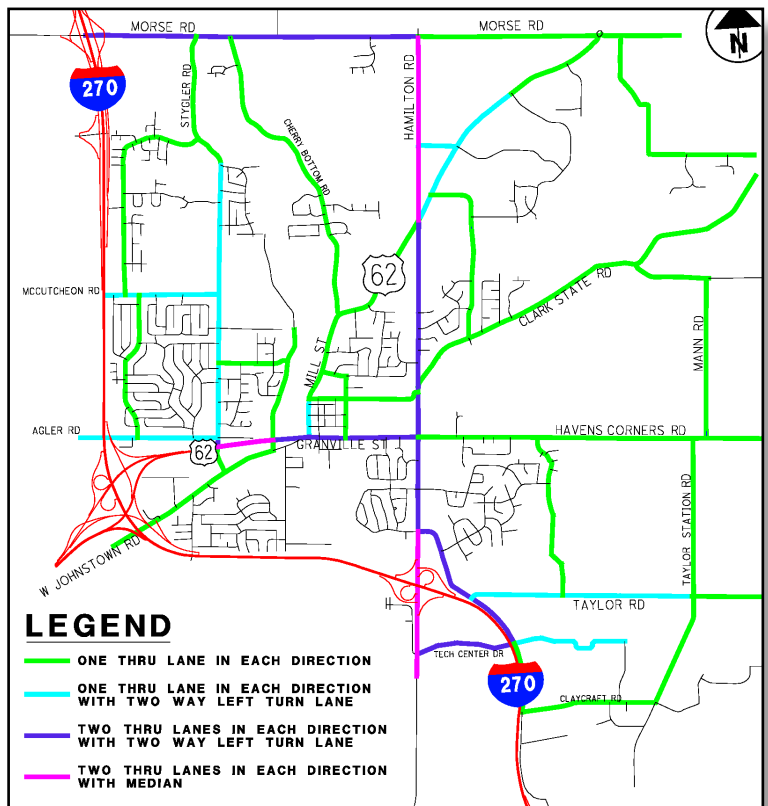 MORSE RD
MORSE RD
N
270
STYGLER RD
HAMILTON RD
CHERRY BOTTOM RD
62
MCCUTCHEON RD
CLARK STATE RD
MANN RD
MILL ST
AGLER RD
HAVENS CORNERS RD
62
GRANVILLE ST
TAYLOR STATION RD
W JOHNSTOWN RD
TAYLOR RD
TECH CENTER DR
270
CLAYCRAFT RD
LEGEND
ONE THRU LANE IN EACH DIRECTION
ONE THRU LANE IN EACH DIRECTION
WITH TWO WAY LEFT TURN LANE
TWO THRU LANES IN EACH DIRECTION
WITH TWO WAY LEFT TURN LANE
TWO THRU LANES IN EACH DIRECTION
WITH MEDIAN